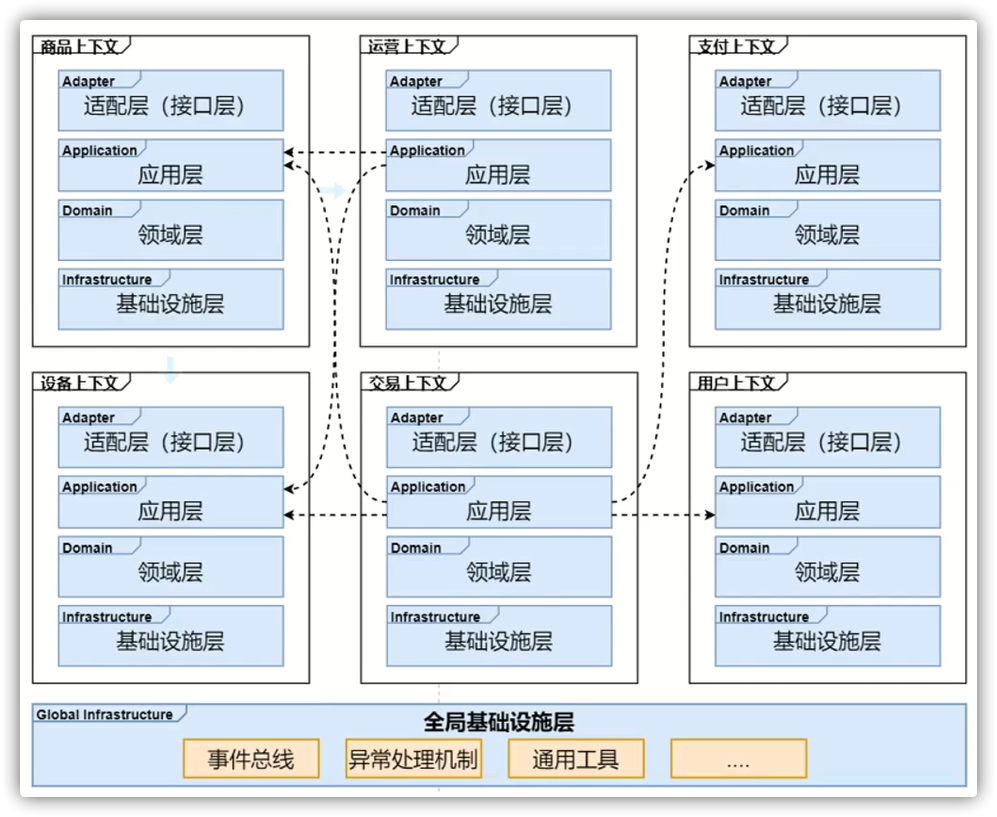 商品上下文
Adapter
适配层（接口层）
Application
应用层
Domain
领域层
Infrastructure
基础设施层
运营上下文
Adapter
适配层（接口层）
Application
应用层
Domain
领域层
Infrastructure
基础设施层
支付上下文
Adapter
适配层（接口层）
Application
应用层
Domain
领域层
Infrastructure
基础设施层
设备上下文
Adapter
适配层（接口层）
Application
应用层
Domain
领域层
Infrastructure
基础设施层
交易上下文
Adapter
适配层（接口层）
Application
应用层
Domain
领域层
Infrastructure
基础设施层
用户上下文
Adapter
适配层（接口层）
Application
应用层
Domain
领域层
Infrastructure
基础设施层
Global Infrastructure
全局基础设施层
事件总线
异常处理机制
通用工具
....